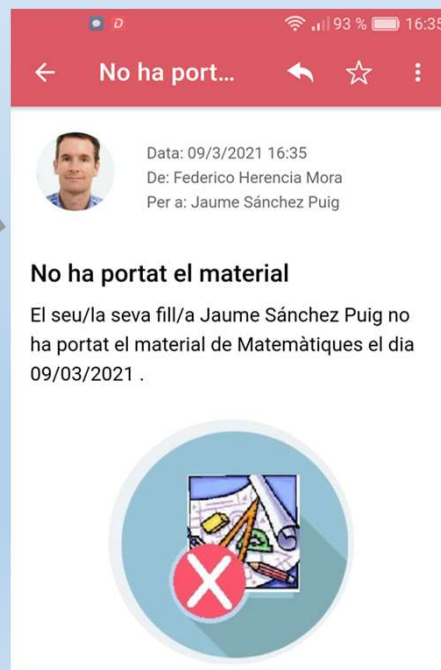 D 93 % 16:35
No ha port...
Data: 09/3/2021 16:35
De: Federico Herencia Mora
Per a: Jaume Sánchez Puig
No ha portat el material
El seu/la seva fill/a Jaume Sánchez Puig no
ha portat el material de Matemàtiques el dia
09/03/2021 .